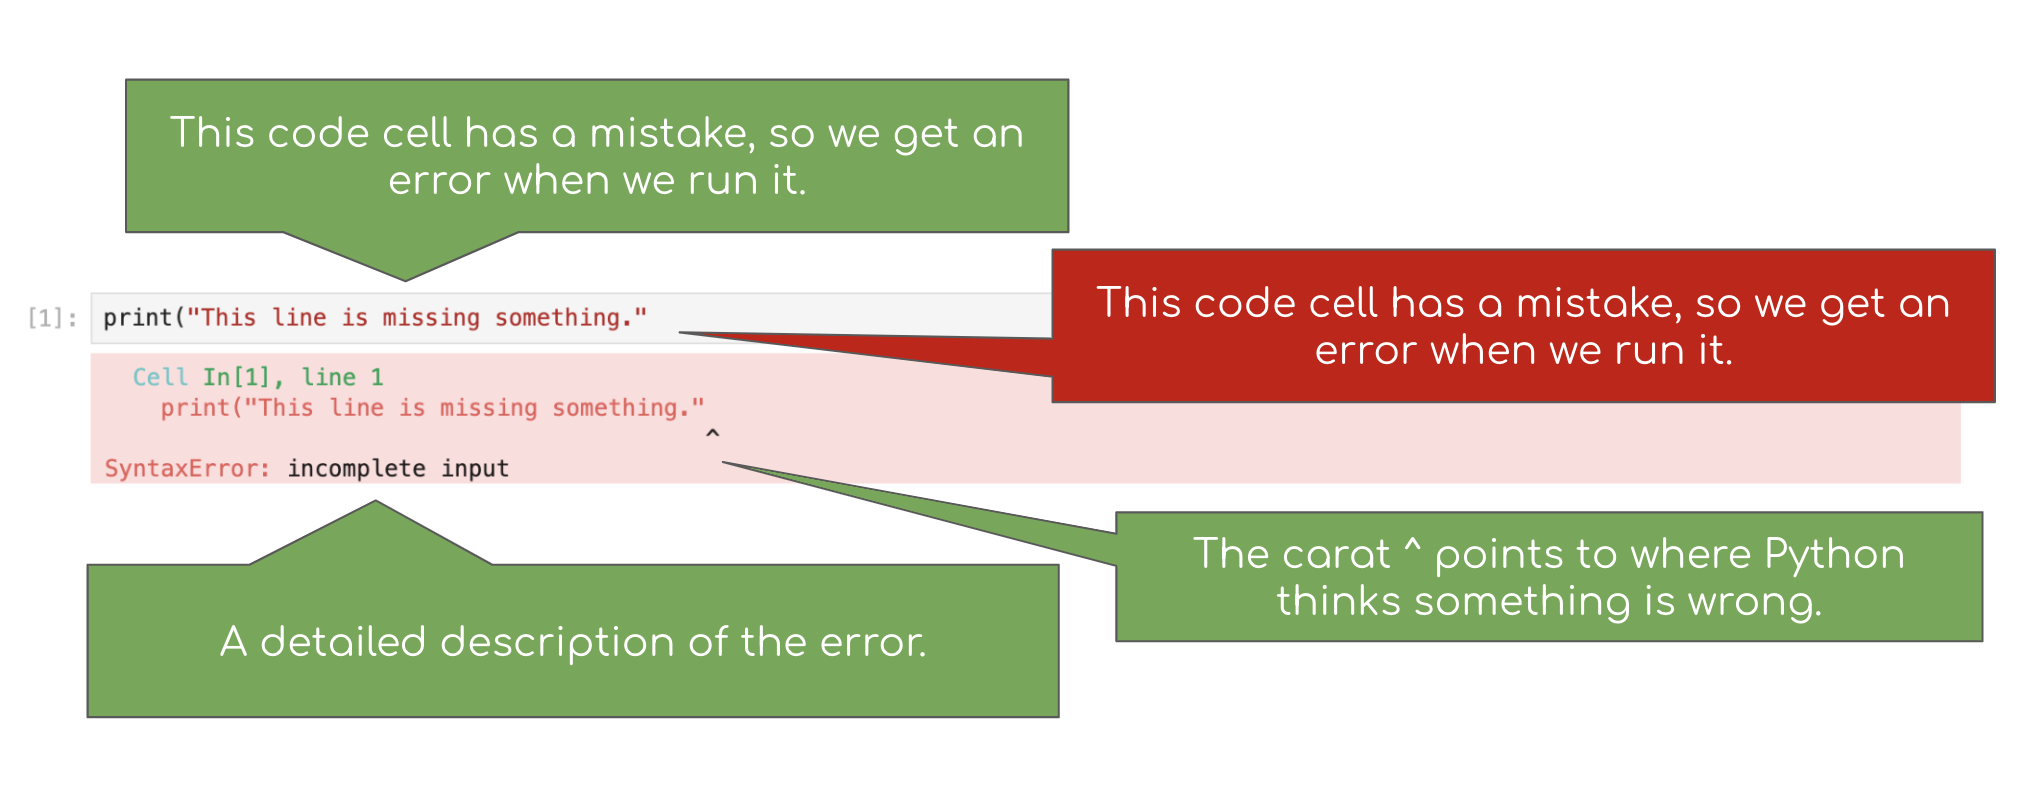 This code cell has a mistake, so we get an
error when we run it.
This code cell has a mistake, so we get an
error when we run it.
[1]: print("This line is missing something."
Cell In[1], line 1
print("This line is missing something."
^
SyntaxError: incomplete input
The carat ^ points to where Python
thinks something is wrong.
A detailed description of the error.